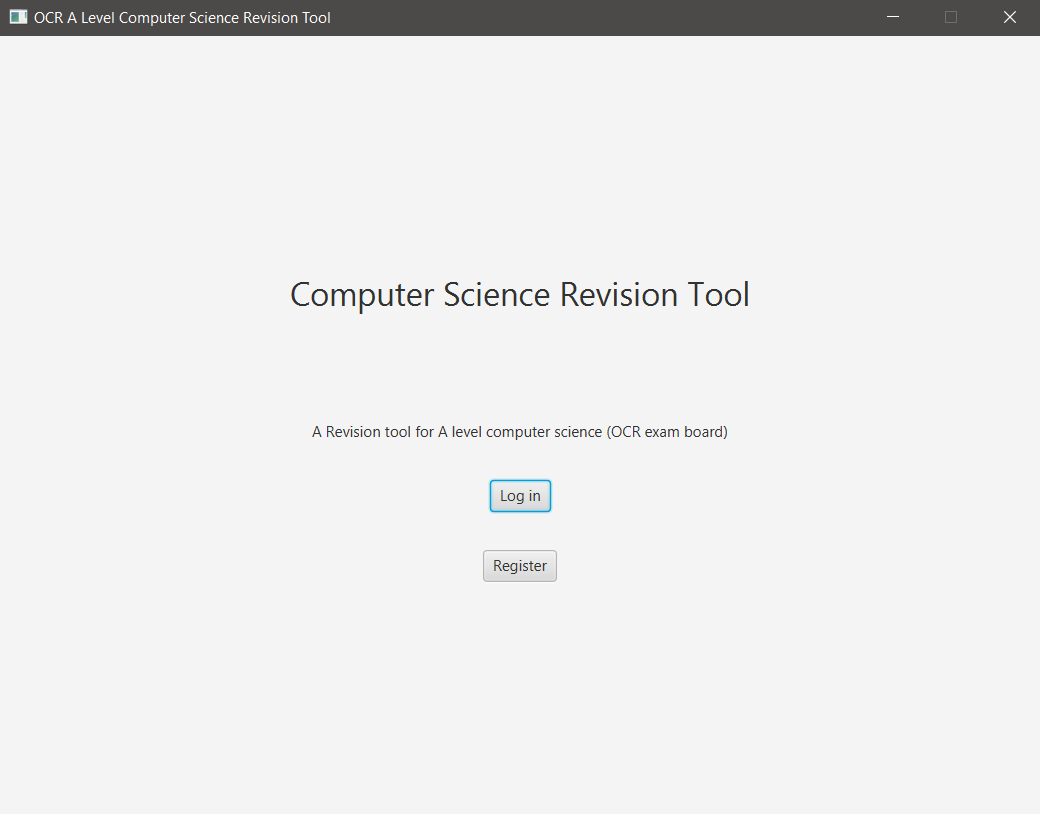 OCR A Level Computer Science Revision Tool
Computer Science Revision Tool
A Revision tool for A level computer science (OCR exam board)
Log in
Register